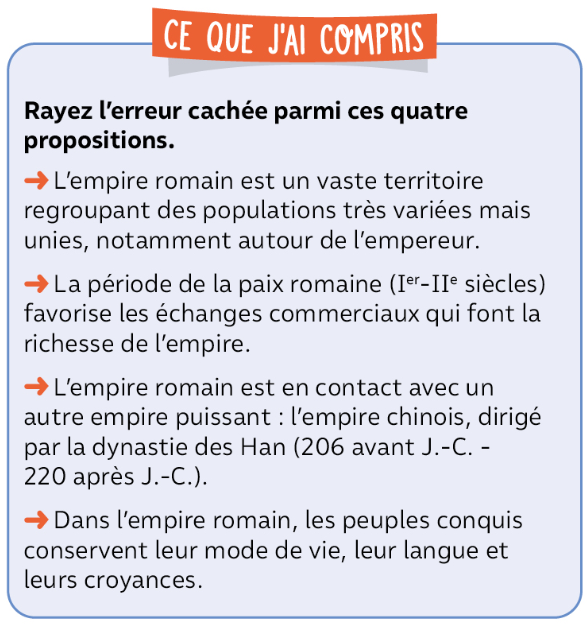 CE QUE J'AI COMPRIS
Rayez l'erreur cachée parmi ces quatre
propositions.
➜ L'empire romain est un vaste territoire
regroupant des populations très variées mais
unies, notamment autour de l'empereur.
➜ La période de la paix romaine (Iᵉʳ-IIᵉ siècles)
favorise les échanges commerciaux qui font la
richesse de l'empire.
➜ L'empire romain est en contact avec un
autre empire puissant : l'empire chinois, dirigé
par la dynastie des Han (206 avant J.-C. -
220 après J.-C.).
➜ Dans l'empire romain, les peuples conquis
conservent leur mode de vie, leur langue et
leurs croyances.